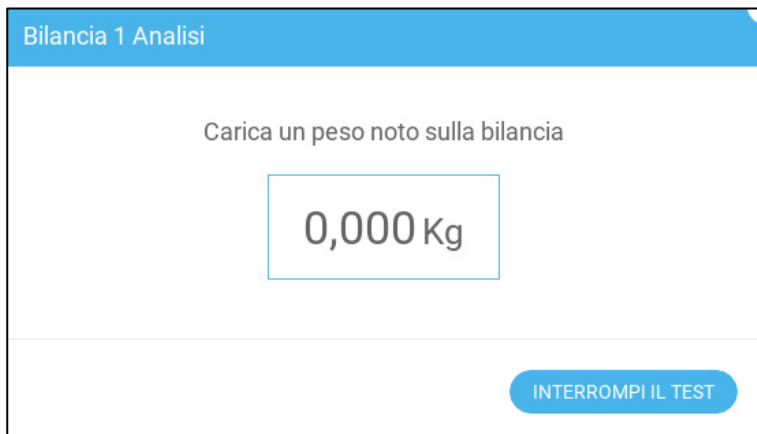 Bilancia 1 Analisi
Carica un peso noto sulla bilancia
0,000 Kg
INTERROMPI IL TEST